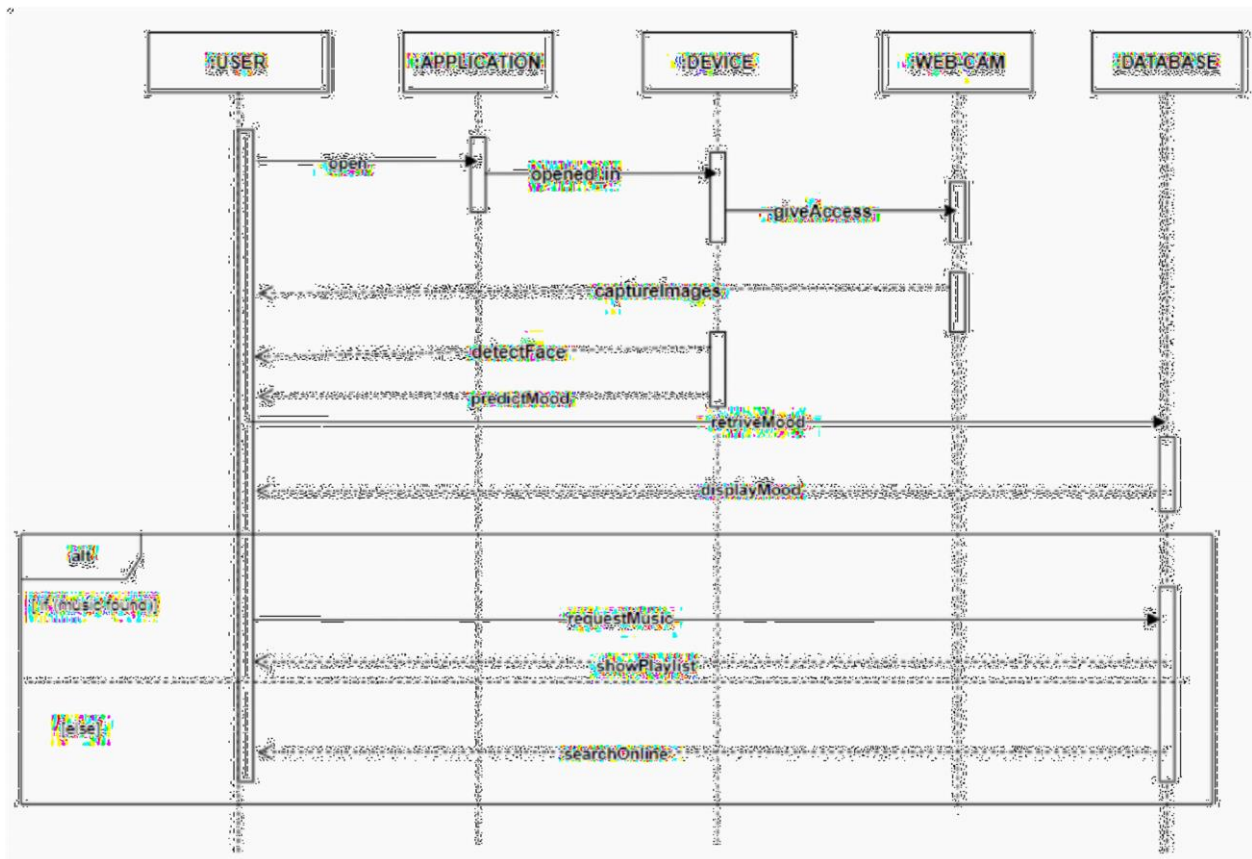 :USER
:APPLICATION
:DEVICE
:WEB-CAM
:DATABASE
open
opened_in
giveAccess
captureImages
detectFace
predictMood
retriveMood
displayMood
alt
[if (music found)]
requestMusic
showPlaylist
[else]
searchOnline